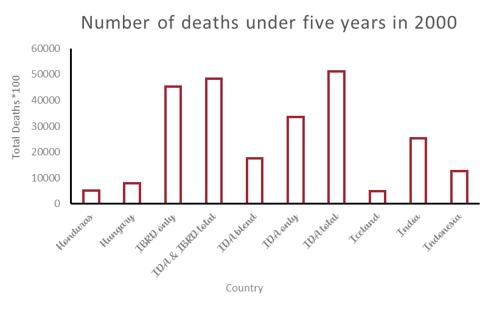 Number of deaths under five years in 2000
Total Deaths *100
60000
50000
40000
30000
20000
10000
0
Honduras
Hungary
IBRD only
IDA & IBRD total
IDA blend
IDA only
IDA total
Iceland
India
Indonesia
Country